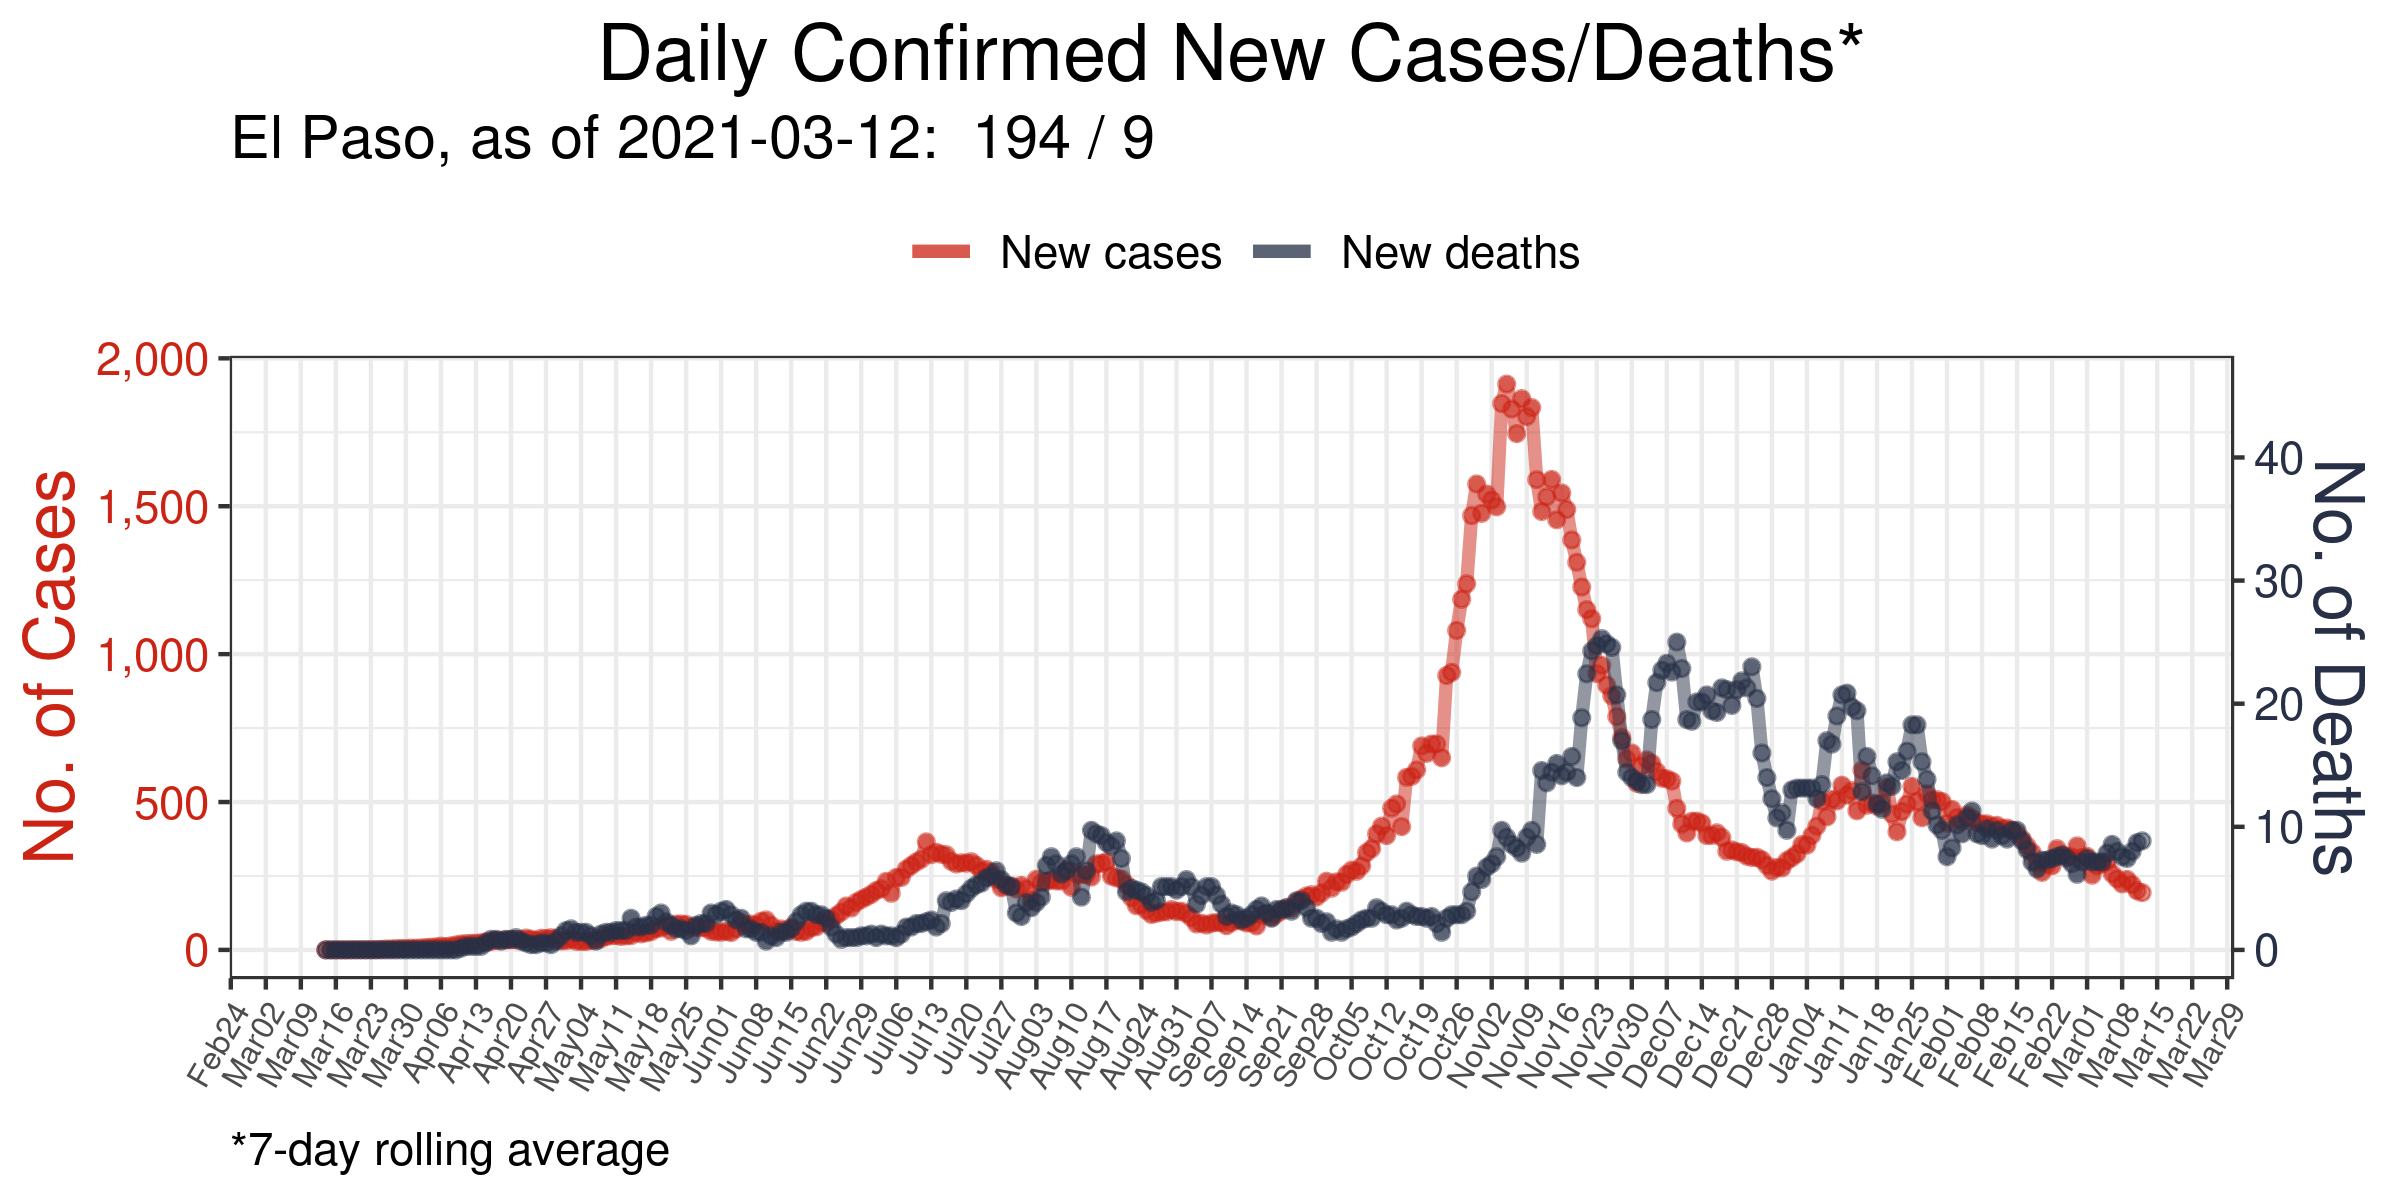 Daily Confirmed New Cases/Deaths*
El Paso, as of 2021-03-12:  194 / 9
New cases
New deaths
No. of Cases
2,000
1,500
1,000
500
0
No. of Deaths
40
30
20
10
0
Feb24
Mar02
Mar09
Mar16
Mar23
Mar30
Apr06
Apr13
Apr20
Apr27
May04
May11
May18
May25
Jun01
Jun08
Jun15
Jun22
Jun29
Jul06
Jul13
Jul20
Jul27
Aug03
Aug10
Aug17
Aug24
Aug31
Sep07
Sep14
Sep21
Sep28
Oct05
Oct12
Oct19
Oct26
Nov02
Nov09
Nov16
Nov23
Nov30
Dec07
Dec14
Dec21
Dec28
Jan04
Jan11
Jan18
Jan25
Feb01
Feb08
Feb15
Feb22
Mar01
Mar08
Mar15
Mar22
Mar29
*7-day rolling average